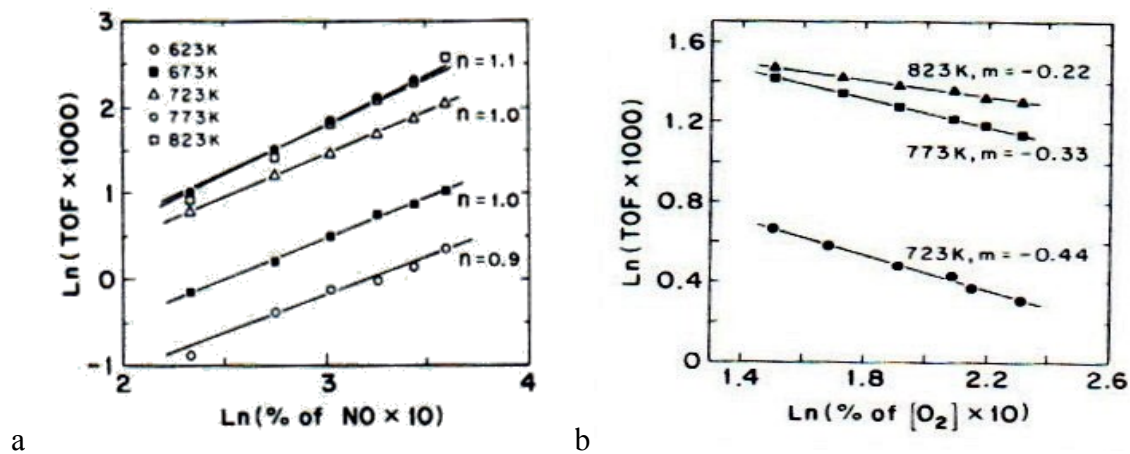 3
2
1
0
-1
Ln (TOF x 1000)
○ 623K
■ 673K
△ 723K
○ 773K
□ 823K
n = 1.1
n = 1.0
n = 1.0
n = 0.9
2
3
4
Ln (% of NO x 10)
a
1.6
1.2
0.8
0.4
0
Ln (TOF x 1000)
823K, m = -0.22
773K, m = -0.33
723K, m = -0.44
1.4
1.8
2.2
2.6
Ln (% of [O₂] x 10)
b